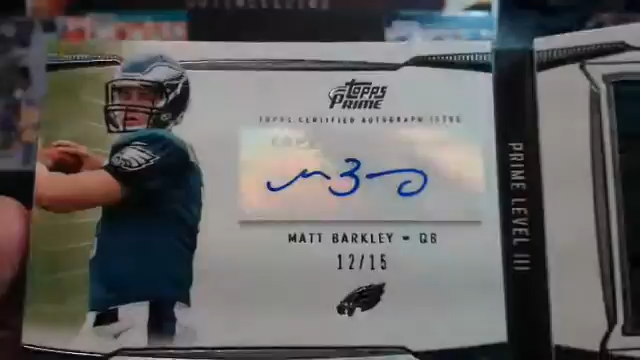 TOPPS
PRIME
TOPPS CERTIFIED AUTOGRAPH ISSUE
MATT BARKLEY - QB
12/15
PRIME LEVEL III